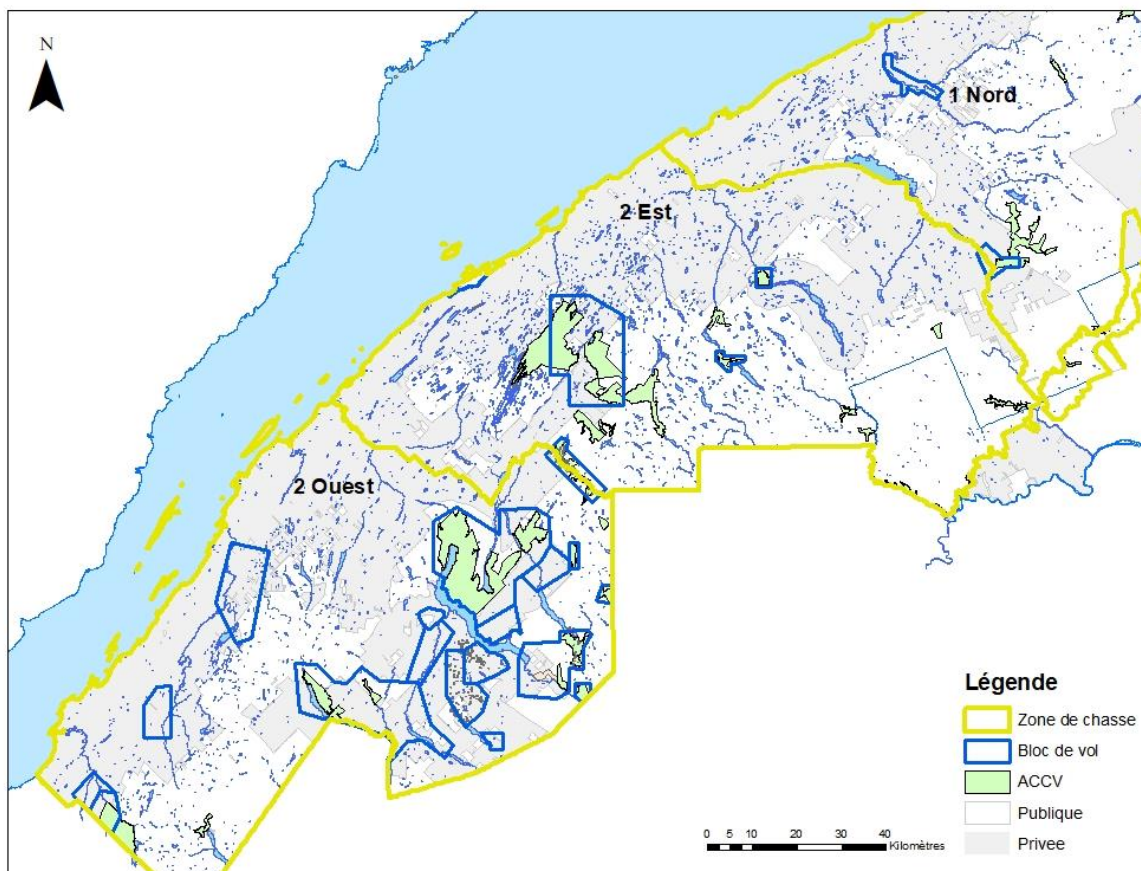 N
1 Nord
2 Est
2 Ouest
Légende
Zone de chasse
Bloc de vol
ACCV
Publique
Privee
0 5 10 20 30 40
Kilomètres